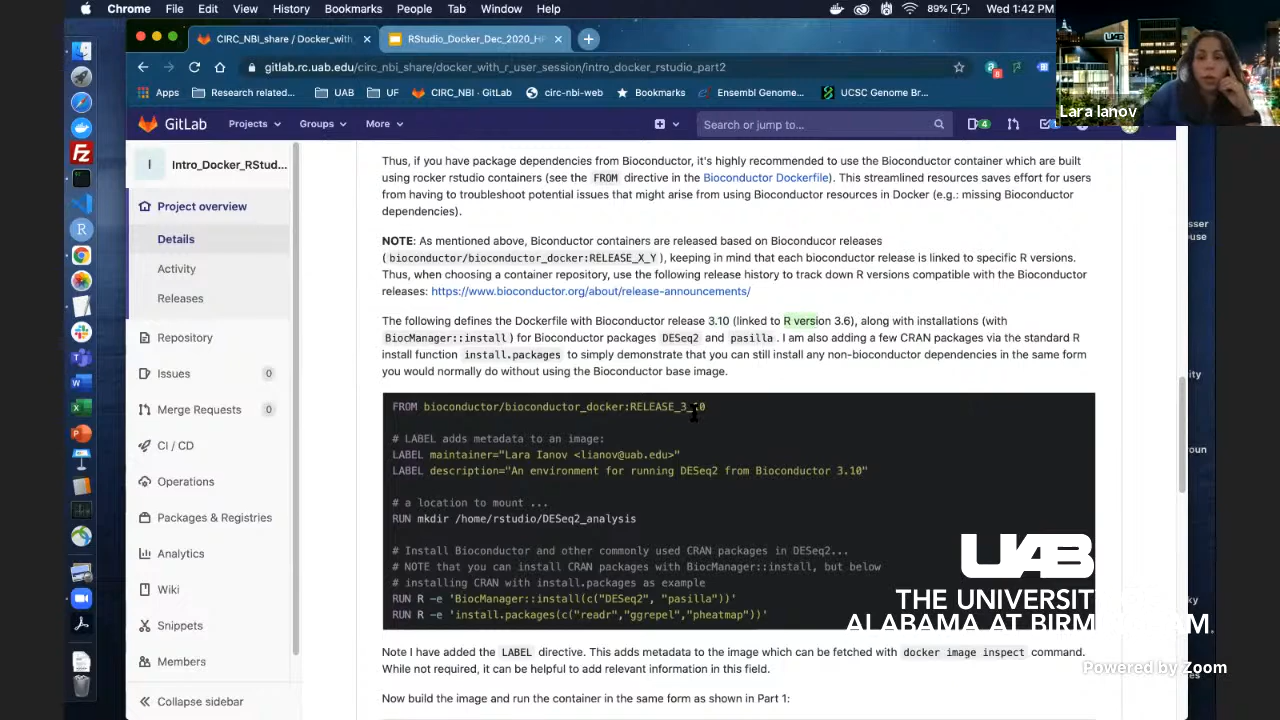 Chrome File Edit View History Bookmarks People Tab Window Help 89% Wed 1:42 PM
CIRC_NBI_share / Docker_with RStudio_Docker_Dec_2020_H
gitlab.rc.uab.edu/circ_nbi_sh with_r_user_session/intro_docker_rstudio_part2
Apps Research related... UAB UF CIRC_NBI · GitLab circ-nbi-web Bookmarks Ensembl Genome... UCSC Genome Br...
UAB
Lara Ianov
GitLab Projects Groups More Search or jump to... 4
I Intro_Docker_RStud...
Project overview
Details
Activity
Releases
Repository
Issues 0
Merge Requests 0
CI / CD
Operations
Packages & Registries
Analytics
Wiki
Snippets
Members
Collapse sidebar
Thus, if you have package dependencies from Bioconductor, it's highly recommended to use the Bioconductor container which are built
using rocker rstudio containers (see the FROM directive in the Bioconductor Dockerfile). This streamlined resources saves effort for users
from having to troubleshoot potential issues that might arise from using Bioconductor resources in Docker (e.g.: missing Bioconductor
dependencies).
NOTE: As mentioned above, Biconductor containers are released based on Bioconducor releases
(bioconductor/bioconductor_docker:RELEASE_X_Y), keeping in mind that each bioconductor release is linked to specific R versions.
Thus, when choosing a container repository, use the following release history to track down R versions compatible with the Bioconductor
releases: https://www.bioconductor.org/about/release-announcements/
The following defines the Dockerfile with Bioconductor release 3.10 (linked to R version 3.6), along with installations (with
BiocManager::install) for Bioconductor packages DESeq2 and pasilla. I am also adding a few CRAN packages via the standard R
install function install.packages to simply demonstrate that you can still install any non-bioconductor dependencies in the same form
you would normally do without using the Bioconductor base image.
FROM bioconductor/bioconductor_docker:RELEASE_3_10
# LABEL adds metadata to an image:
LABEL maintainer="Lara Ianov <lianov@uab.edu>"
LABEL description="An environment for running DESeq2 from Bioconductor 3.10"
# a location to mount ...
RUN mkdir /home/rstudio/DESeq2_analysis
# Install Bioconductor and other commonly used CRAN packages in DESeq2...
# NOTE that you can install CRAN packages with BiocManager::install, but below
# installing CRAN with install.packages as example
RUN R -e 'BiocManager::install(c("DESeq2", "pasilla"))'
RUN R -e 'install.packages(c("readr","ggrepel","pheatmap"))'
Note I have added the LABEL directive. This adds metadata to the image which can be fetched with docker image inspect command.
While not required, it can be helpful to add relevant information in this field.
Now build the image and run the container in the same form as shown in Part 1:
UAB
THE UNIVERSITY
ALABAMA AT BIRMINGHAM.
Powered by Zoom